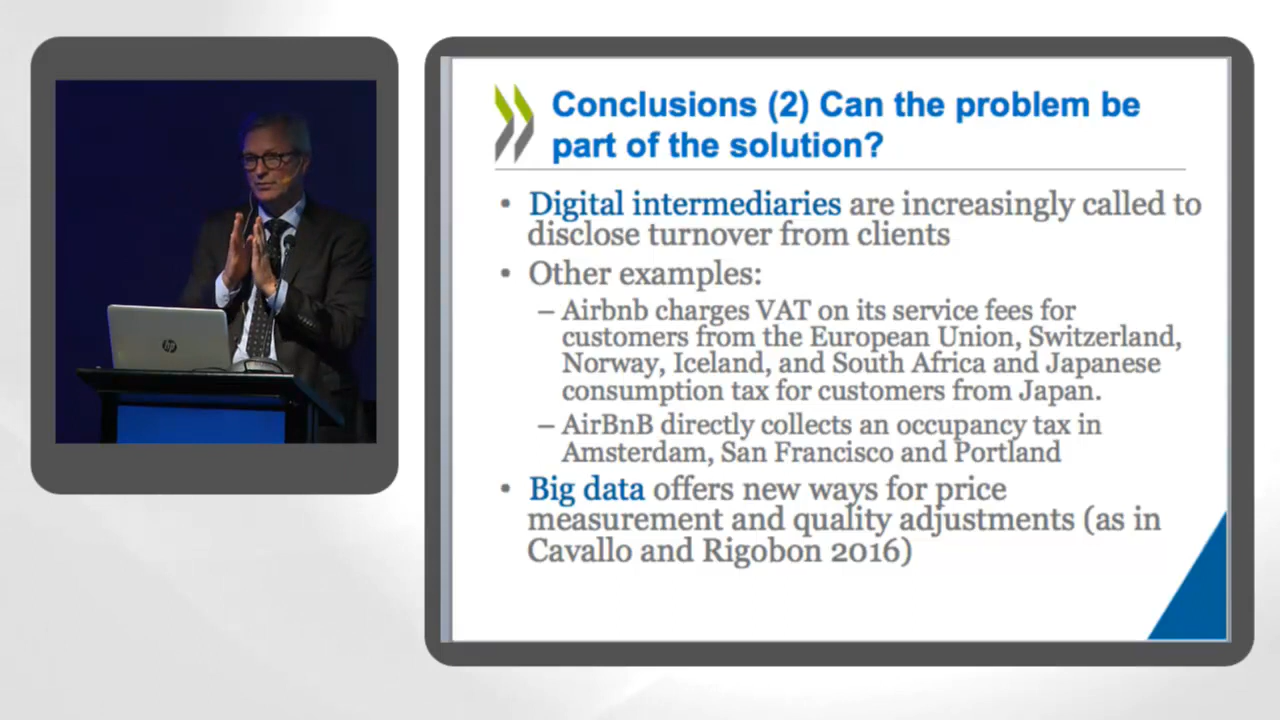 Conclusions (2) Can the problem be
part of the solution?
• Digital intermediaries are increasingly called to
disclose turnover from clients
• Other examples:
– Airbnb charges VAT on its service fees for
customers from the European Union, Switzerland,
Norway, Iceland, and South Africa and Japanese
consumption tax for customers from Japan.
– AirBnB directly collects an occupancy tax in
Amsterdam, San Francisco and Portland
• Big data offers new ways for price
measurement and quality adjustments (as in
Cavallo and Rigobon 2016)
hp